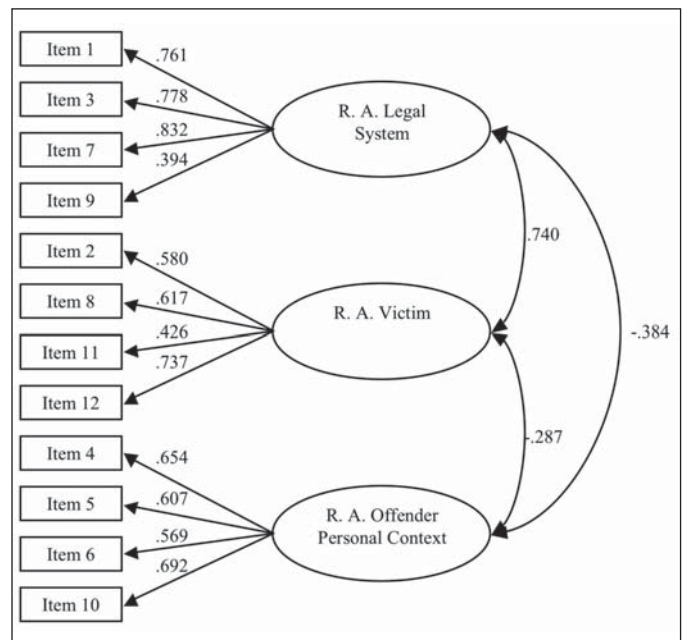 Item 1
.761
Item 3
.778
Item 7
.832
Item 9
.394
R. A. Legal
System
Item 2
.580
Item 8
.617
Item 11
.426
Item 12
.737
R. A. Victim
Item 4
.654
Item 5
.607
Item 6
.569
Item 10
.692
R. A. Offender
Personal Context
.740
-.384
-.287